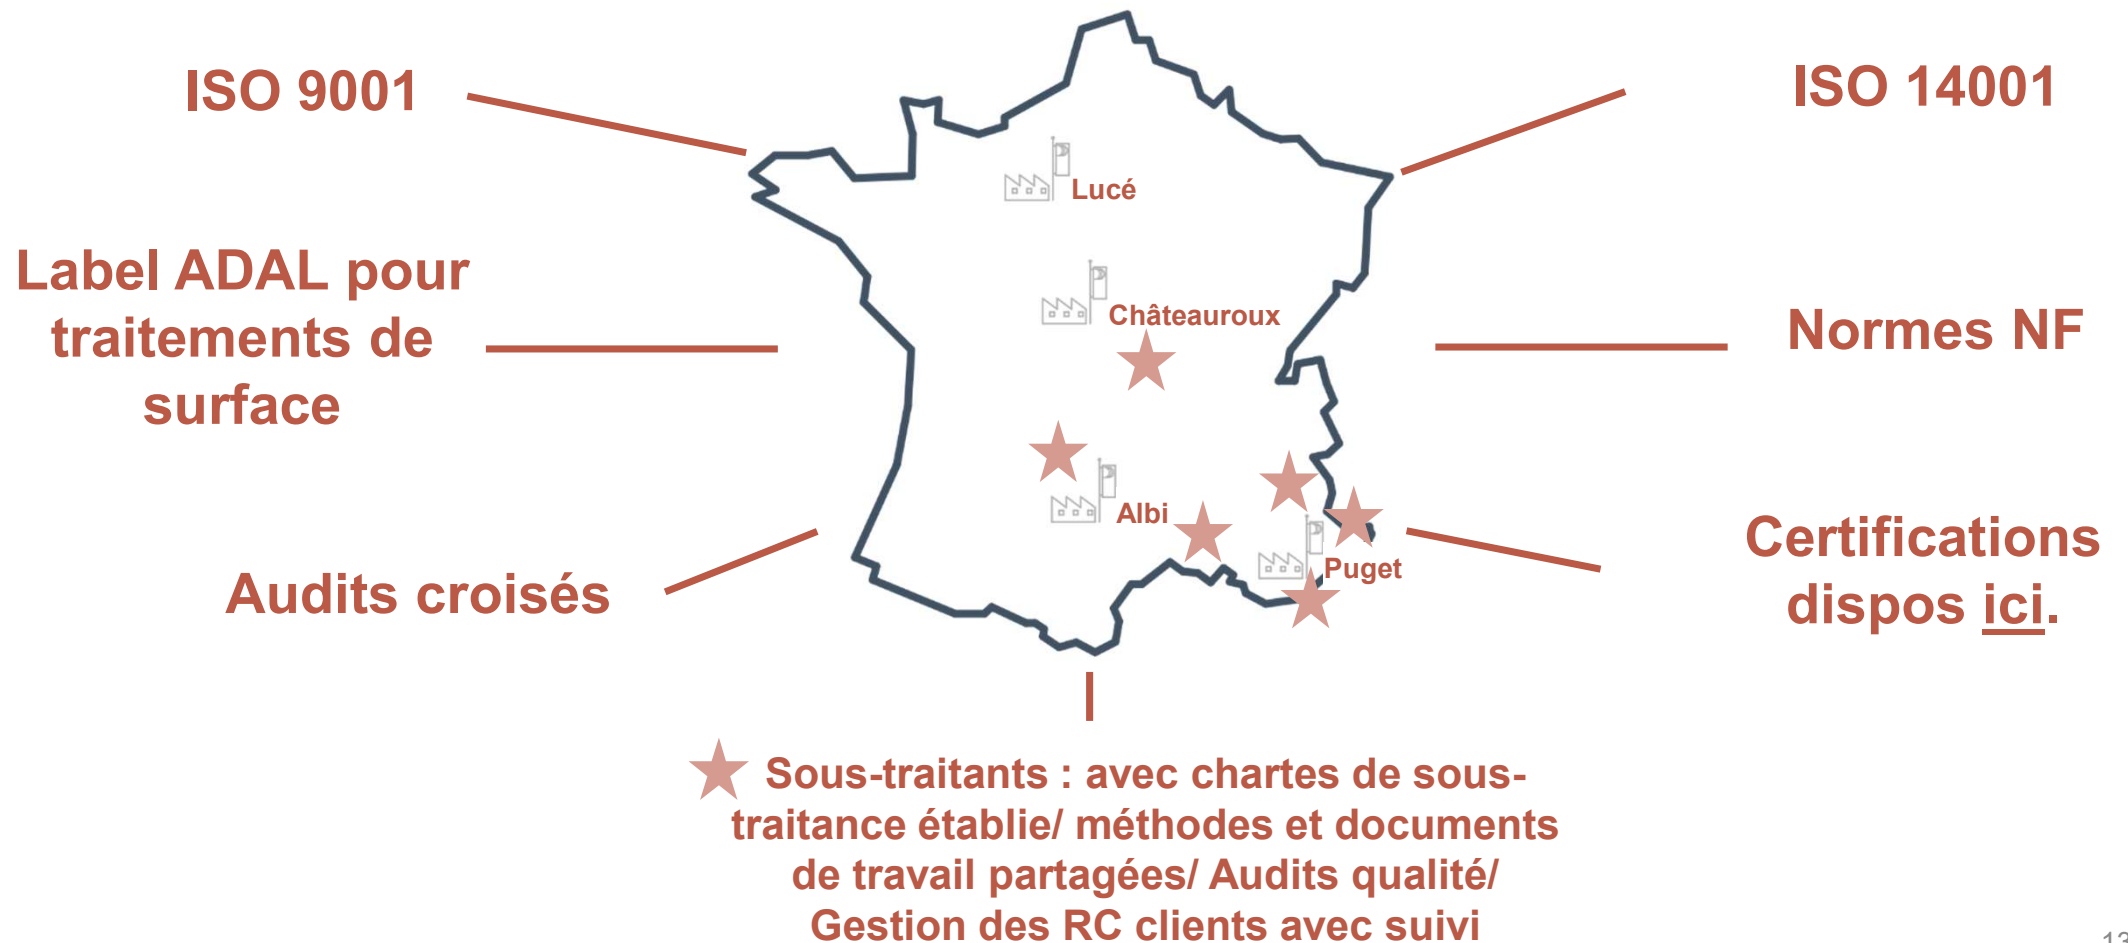 ISO 9001
ISO 14001
Lucé
Label ADAL pour
traitements de
surface
Châteauroux
Normes NF
Albi
Puget
Audits croisés
Certifications
dispos ici.
Sous-traitants : avec chartes de sous-
traitance établie/ méthodes et documents
de travail partagées/ Audits qualité/
Gestion des RC clients avec suivi